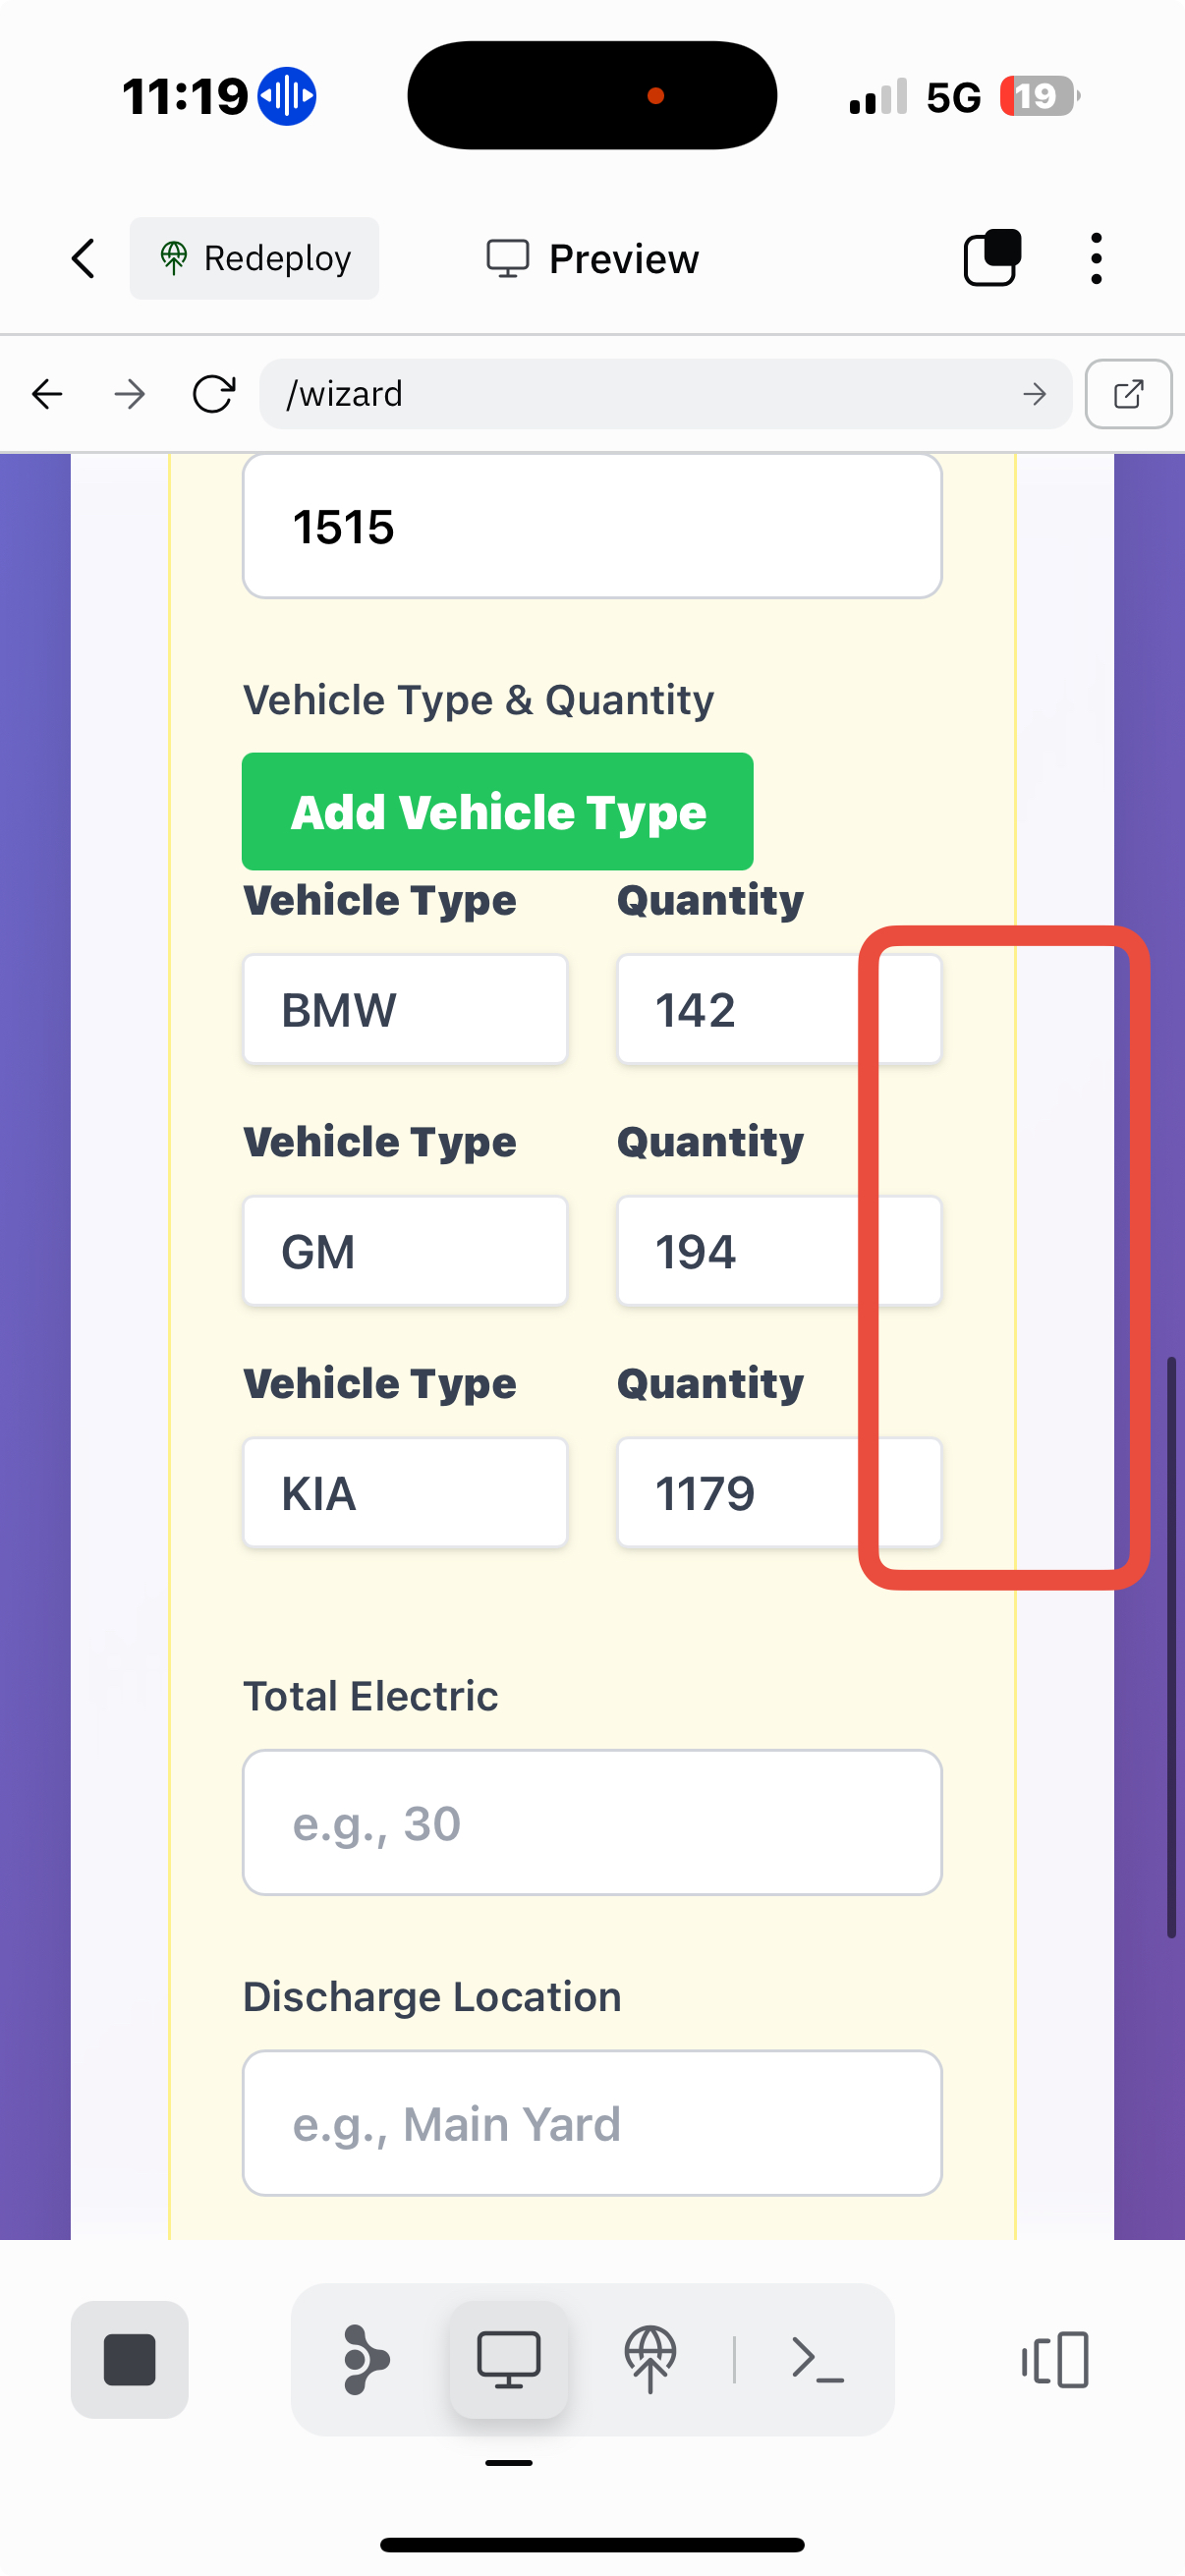 11:19
5G
19
Redeploy
Preview
/wizard
1515
Vehicle Type & Quantity
Add Vehicle Type
Vehicle Type Quantity
BMW 142
Vehicle Type Quantity
GM 194
Vehicle Type Quantity
KIA 1179
Total Electric
e.g., 30
Discharge Location
e.g., Main Yard